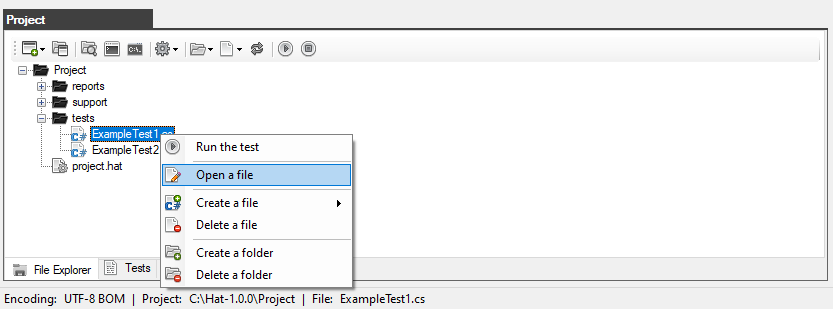 Project
Project
reports
support
tests
ExampleTest1.cs
ExampleTest2
project.hat
Run the test
Open a file
Create a file
Delete a file
Create a folder
Delete a folder
File Explorer
Tests
Encoding: UTF-8 BOM | Project: C:\Hat-1.0.0\Project | File: ExampleTest1.cs